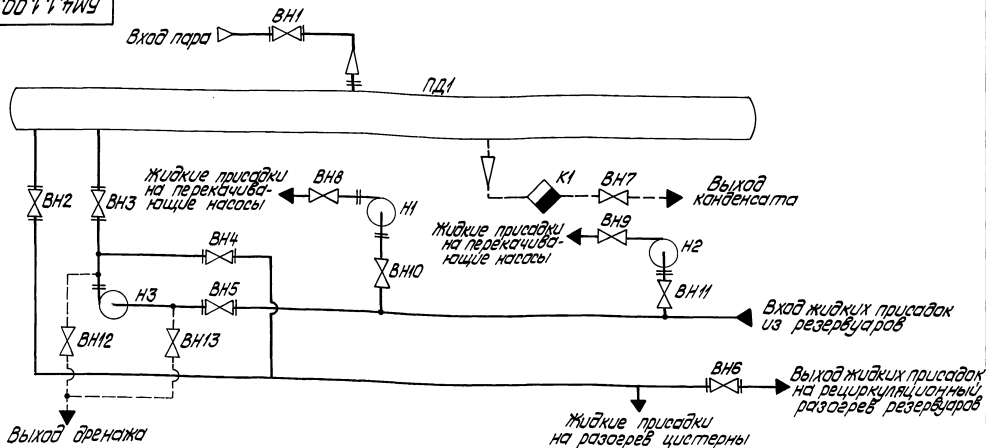 БМ4.1.1.00.
Вход пара
ВН1
ПД1
ВН2
ВН3
Жидкие присадки
на перекачива-
ющие насосы
ВН8
Н1
К1
ВН7
Выход
конденсата
ВН4
ВН10
Жидкие присадки
на перекачива-
ющие насосы
ВН9
Н2
Н3
ВН5
ВН11
Вход жидких присадок
из резервуаров
ВН12
ВН13
ВН6
Выход жидких присадок
на рециркуляционный
разогрев резервуаров
Выход дренажа
Жидкие присадки
на разогрев цистерны